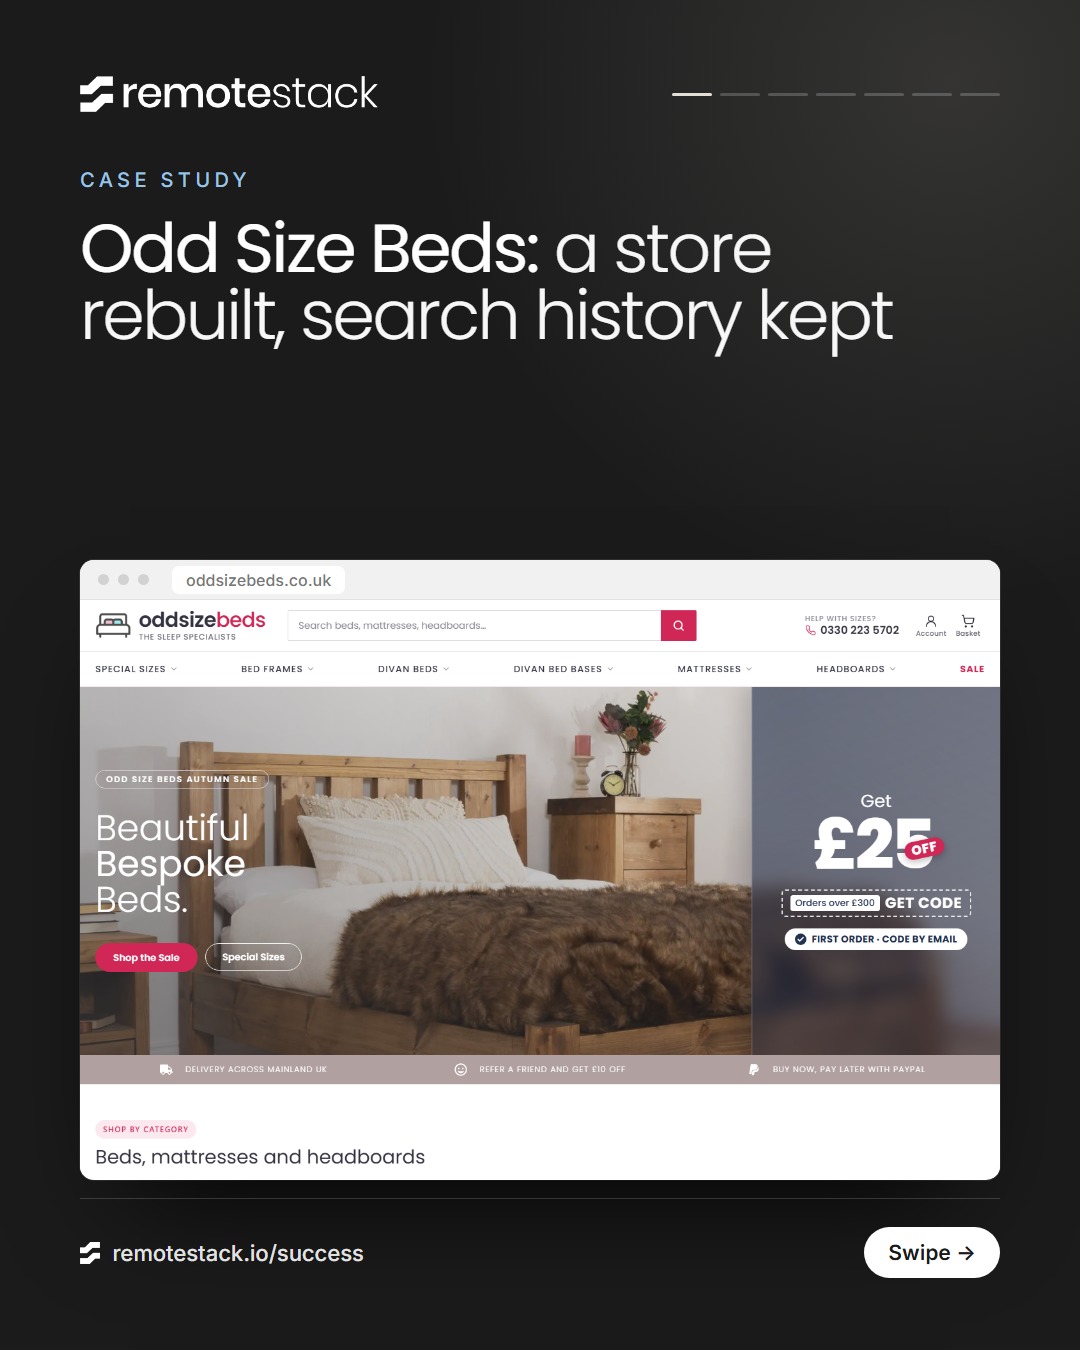 remotestack
CASE STUDY
Odd Size Beds: a store
rebuilt, search history kept
oddsizebeds.co.uk
oddsizebeds
THE SLEEP SPECIALISTS
Search beds, mattresses, headboards...
HELP WITH SIZES?
0330 223 5702
Account
Basket
SPECIAL SIZES
BED FRAMES
DIVAN BEDS
DIVAN BED BASES
MATTRESSES
HEADBOARDS
SALE
ODD SIZE BEDS AUTUMN SALE
Beautiful
Bespoke
Beds.
Shop the Sale
Special Sizes
Get
£25
OFF
Orders over £300 GET CODE
FIRST ORDER · CODE BY EMAIL
DELIVERY ACROSS MAINLAND UK
REFER A FRIEND AND GET £10 OFF
BUY NOW, PAY LATER WITH PAYPAL
SHOP BY CATEGORY
Beds, mattresses and headboards
remotestack.io/success
Swipe →